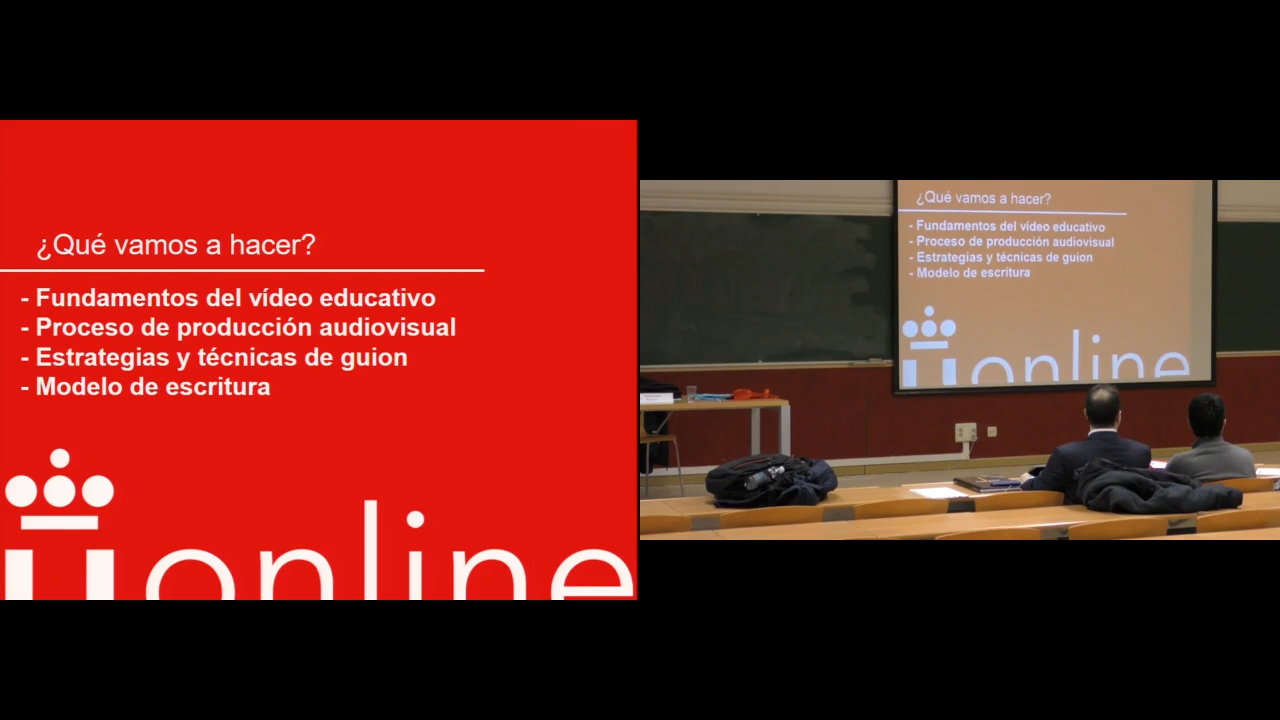 ¿Qué vamos a hacer?
- Fundamentos del vídeo educativo
- Proceso de producción audiovisual
- Estrategias y técnicas de guion
- Modelo de escritura
u online
¿Qué vamos a hacer?
- Fundamentos del vídeo educativo
- Proceso de producción audiovisual
- Estrategias y técnicas de guion
- Modelo de escritura
u online